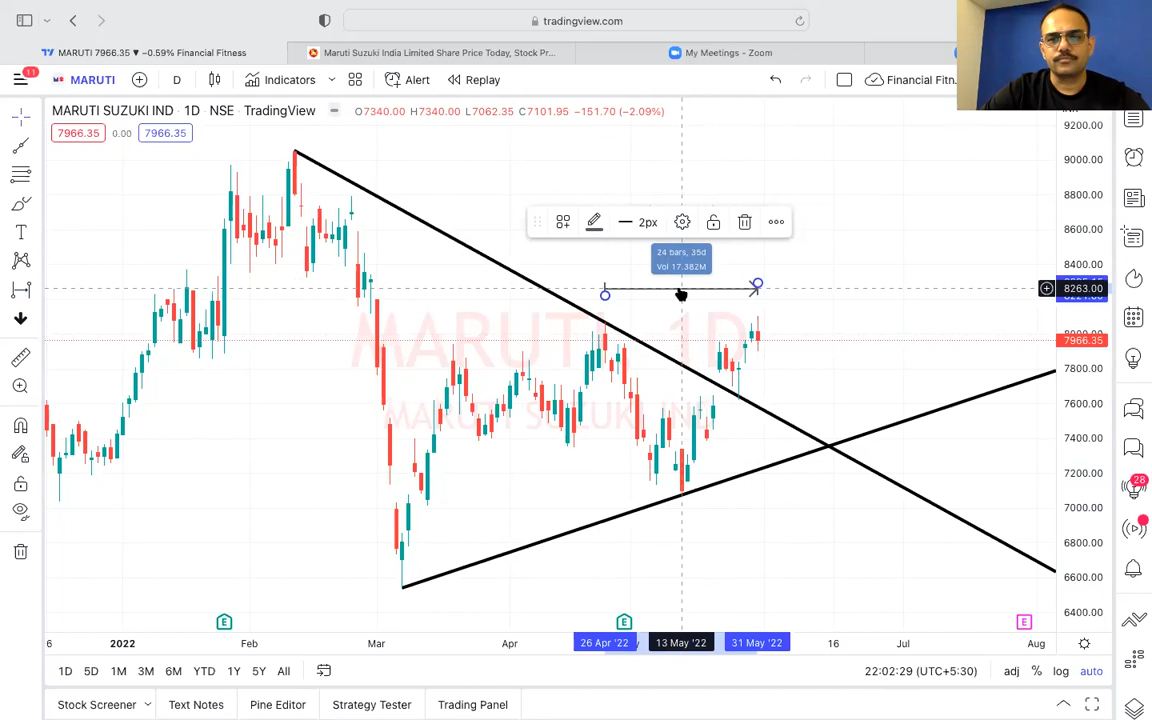 tradingview.com
MARUTI 7966.35 ▼ −0.59% Financial Fitness
Maruti Suzuki India Limited Share Price Today, Stock Pr...
My Meetings - Zoom
11
MARUTI
D
Indicators
Alert
Replay
Financial Fitn.
MARUTI SUZUKI IND · 1D · NSE · TradingView
O7340.00 H7340.00 L7062.35 C7101.95 −151.70 (−2.09%)
7966.35
0.00
7966.35
9200.00
9000.00
8800.00
8600.00
8400.00
8263.00
8000.00
7966.35
7800.00
7600.00
7400.00
7200.00
7000.00
6800.00
6600.00
6400.00
2px
24 bars, 35d
Vol 17.382M
MARUTI, 1D
MARUTI SUZUKI IND
28
E
E
E
6
2022
Feb
Mar
Apr
26 Apr '22
13 May '22
31 May '22
16
Jul
Aug
1D
5D
1M
3M
6M
YTD
1Y
5Y
All
22:02:29 (UTC+5:30)
adj
%
log
auto
Stock Screener
Text Notes
Pine Editor
Strategy Tester
Trading Panel